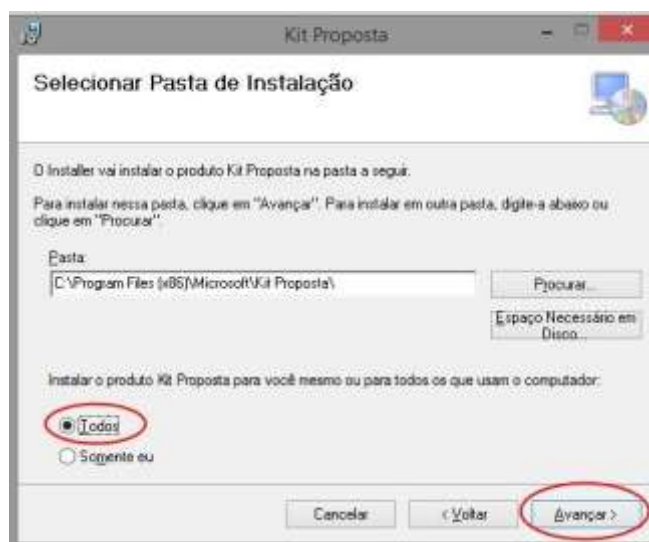 Kit Proposta
Selecionar Pasta de Instalação
O Installer vai instalar o produto Kit Proposta na pasta a seguir.
Para instalar nessa pasta, clique em "Avançar". Para instalar em outra pasta, digite-a abaixo ou
clique em "Procurar".
Pasta:
C:\Program Files (x86)\Microsoft\Kit Proposta\
Procurar...
Espaço Necessário em
Disco...
Instalar o produto Kit Proposta para você mesmo ou para todos os que usam o computador:
Todos
Somente eu
Cancelar
< Voltar
Avançar >